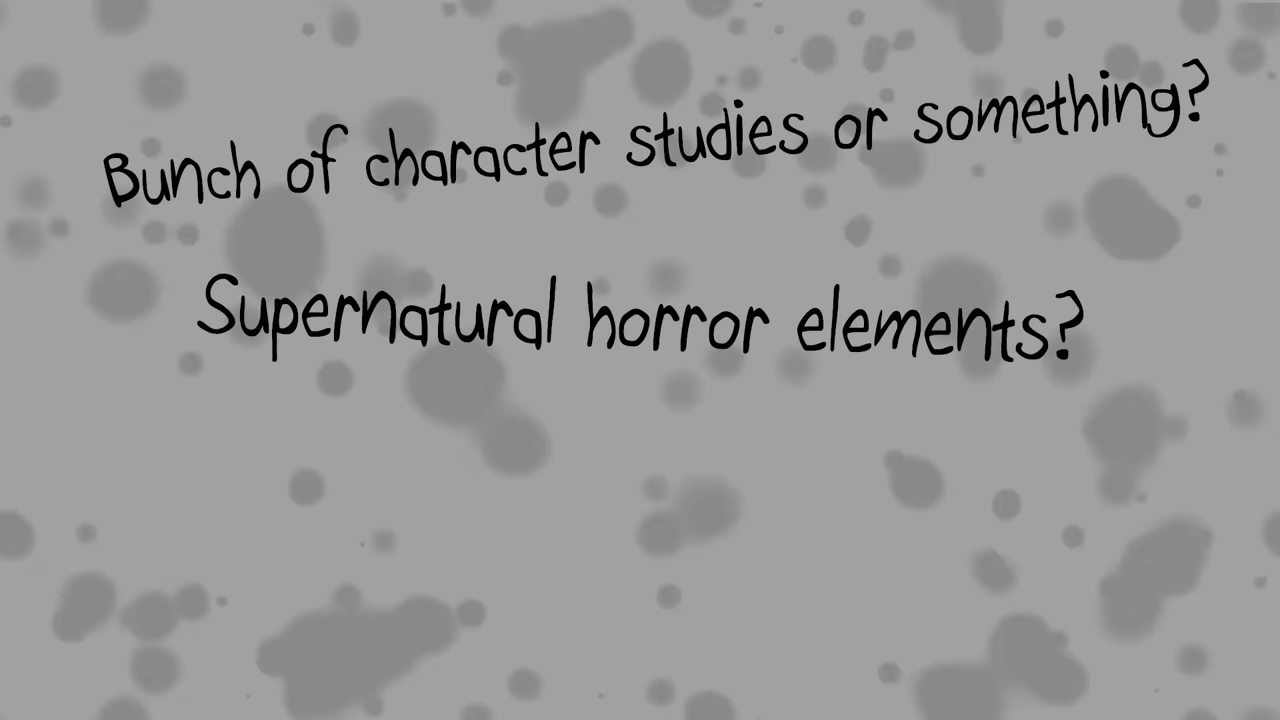 Bunch of character studies or something?
Supernatural horror elements?